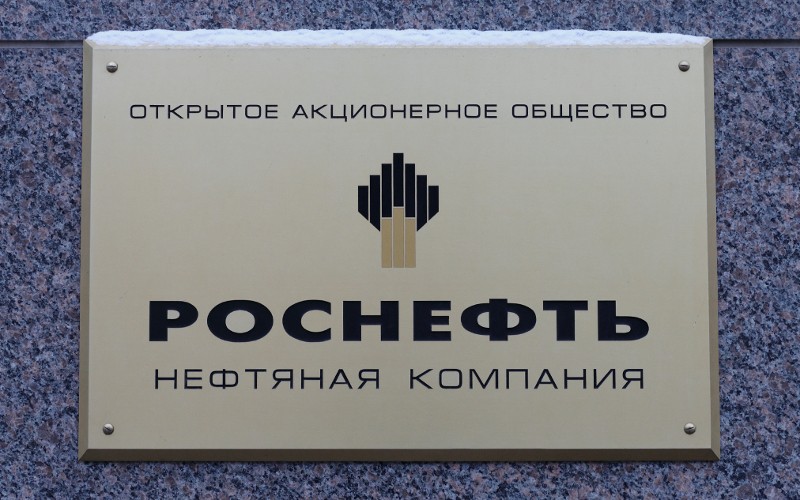 ОТКРЫТОЕ АКЦИОНЕРНОЕ ОБЩЕСТВО
РОСНЕФТЬ
НЕФТЯНАЯ КОМПАНИЯ